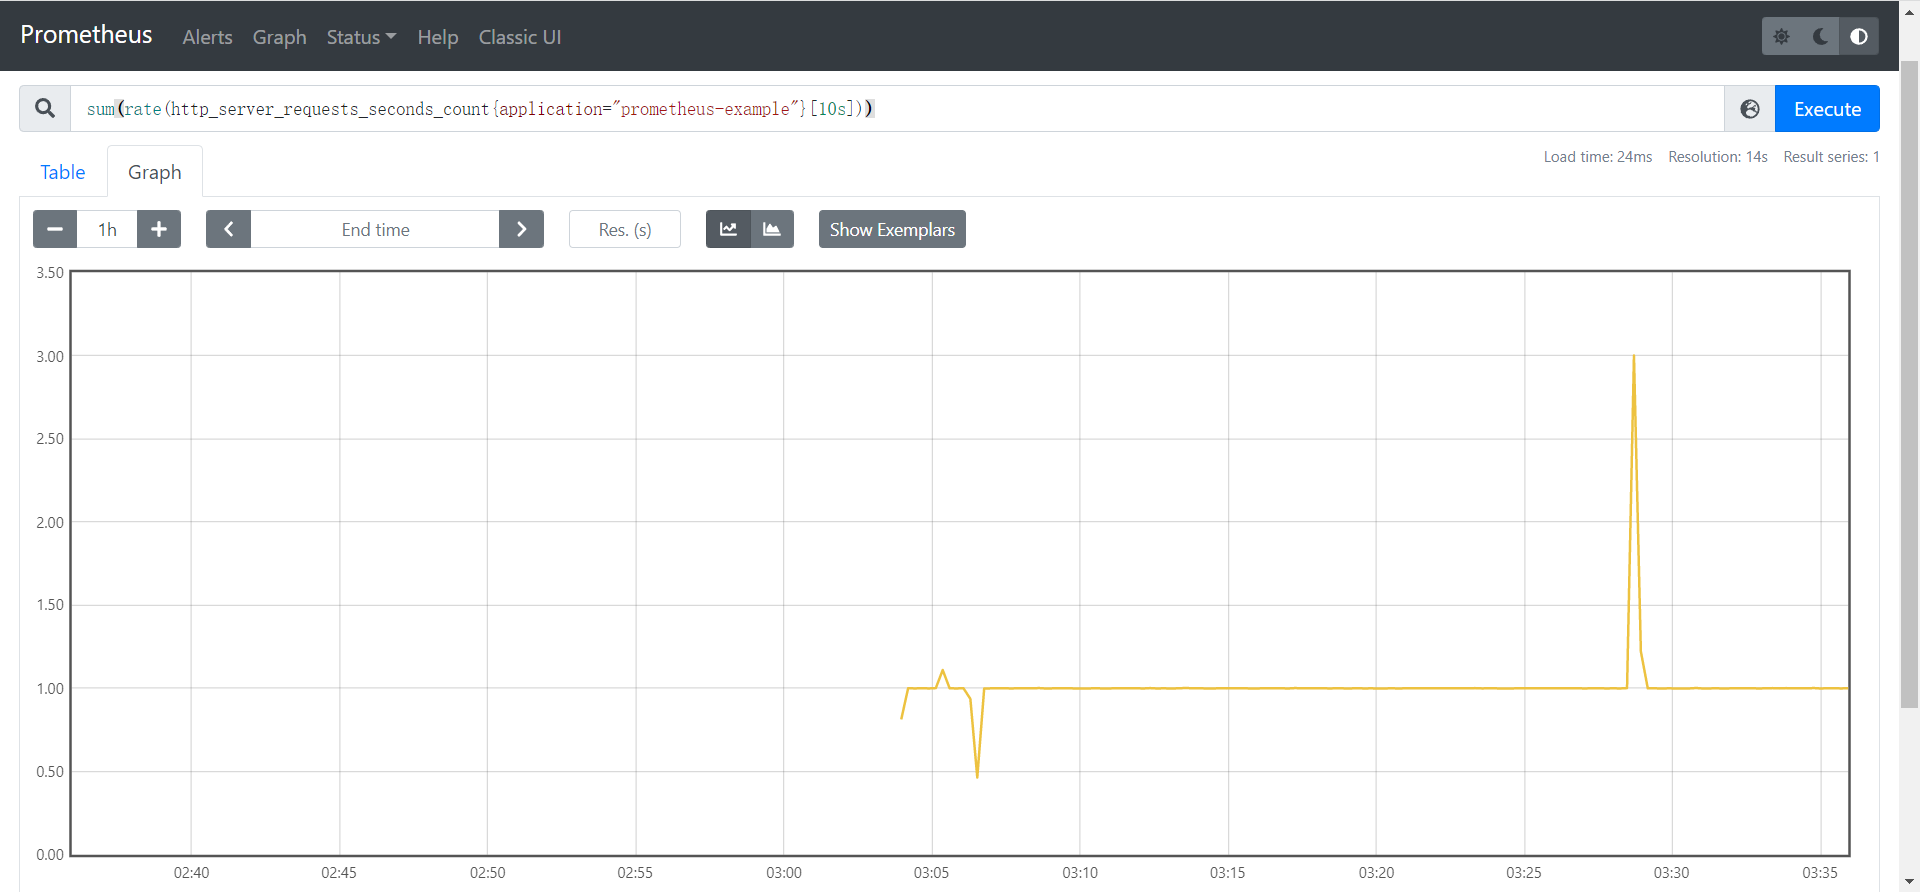 Prometheus Alerts Graph Status Help Classic UI
sum(rate(http_server_requests_seconds_count{application="prometheus-example"}[10s]))
Execute
Load time: 24ms Resolution: 14s Result series: 1
Table Graph
1h End time Res. (s) Show Exemplars
3.50
3.00
2.50
2.00
1.50
1.00
0.50
0.00
02:40 02:45 02:50 02:55 03:00 03:05 03:10 03:15 03:20 03:25 03:30 03:35